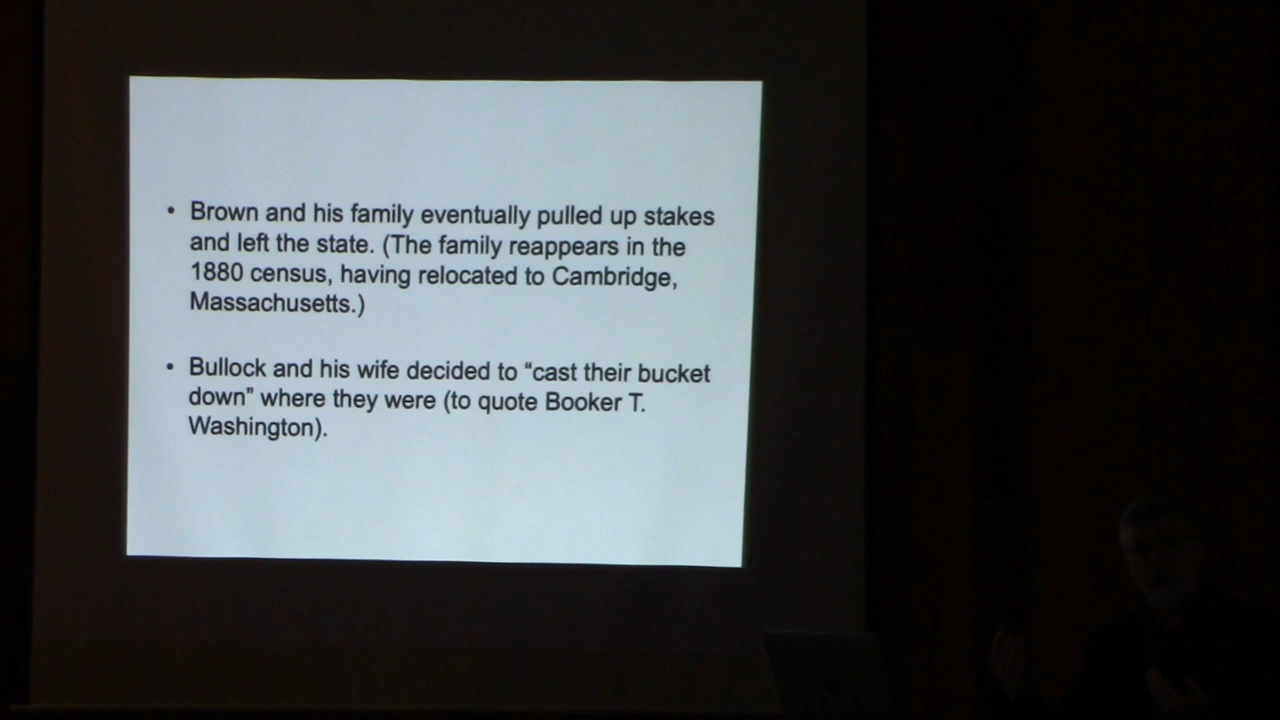 • Brown and his family eventually pulled up stakes
and left the state. (The family reappears in the
1880 census, having relocated to Cambridge,
Massachusetts.)
• Bullock and his wife decided to “cast their bucket
down” where they were (to quote Booker T.
Washington).